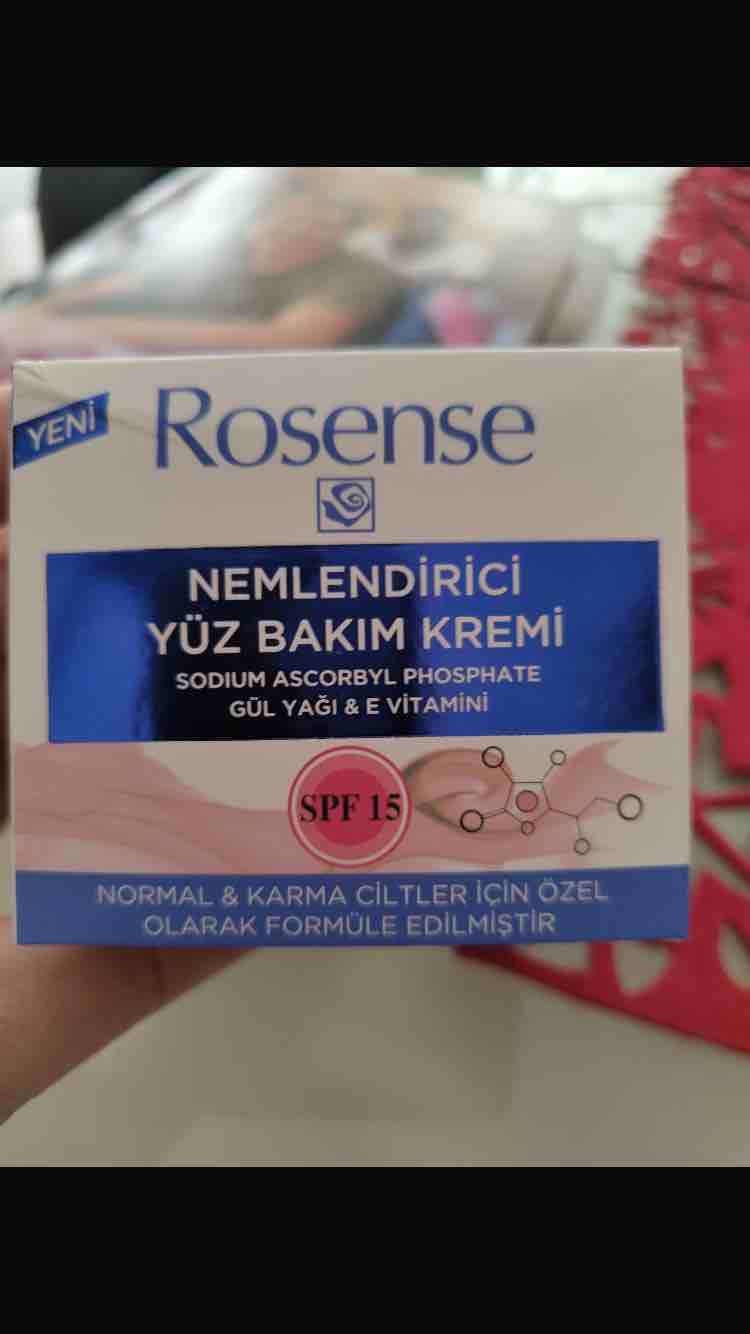 YENİ
Rosense
NEMLENDİRİCİ
YÜZ BAKIM KREMİ
SODIUM ASCORBYL PHOSPHATE
GÜL YAĞI & E VİTAMİNİ
SPF 15
NORMAL & KARMA CİLTLER İÇİN ÖZEL
OLARAK FORMÜLE EDİLMİŞTİR